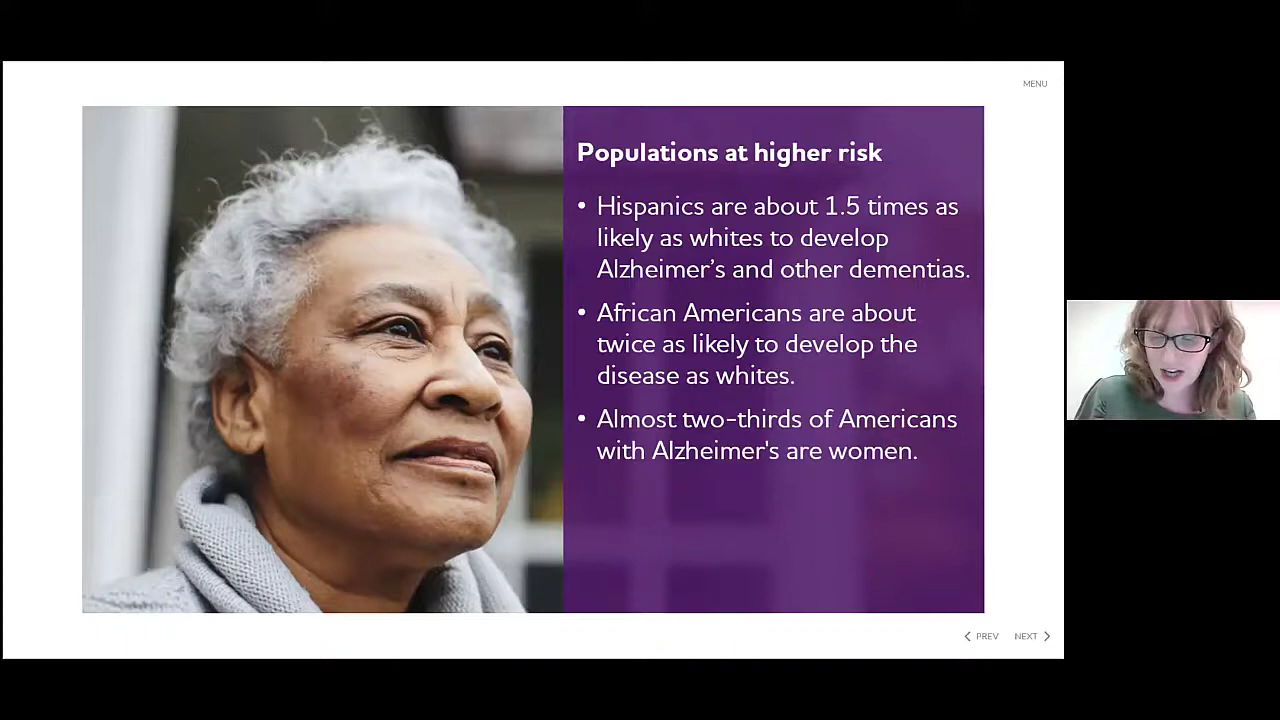 MENU
Populations at higher risk
• Hispanics are about 1.5 times as
likely as whites to develop
Alzheimer’s and other dementias.
• African Americans are about
twice as likely to develop the
disease as whites.
• Almost two-thirds of Americans
with Alzheimer's are women.
PREV NEXT